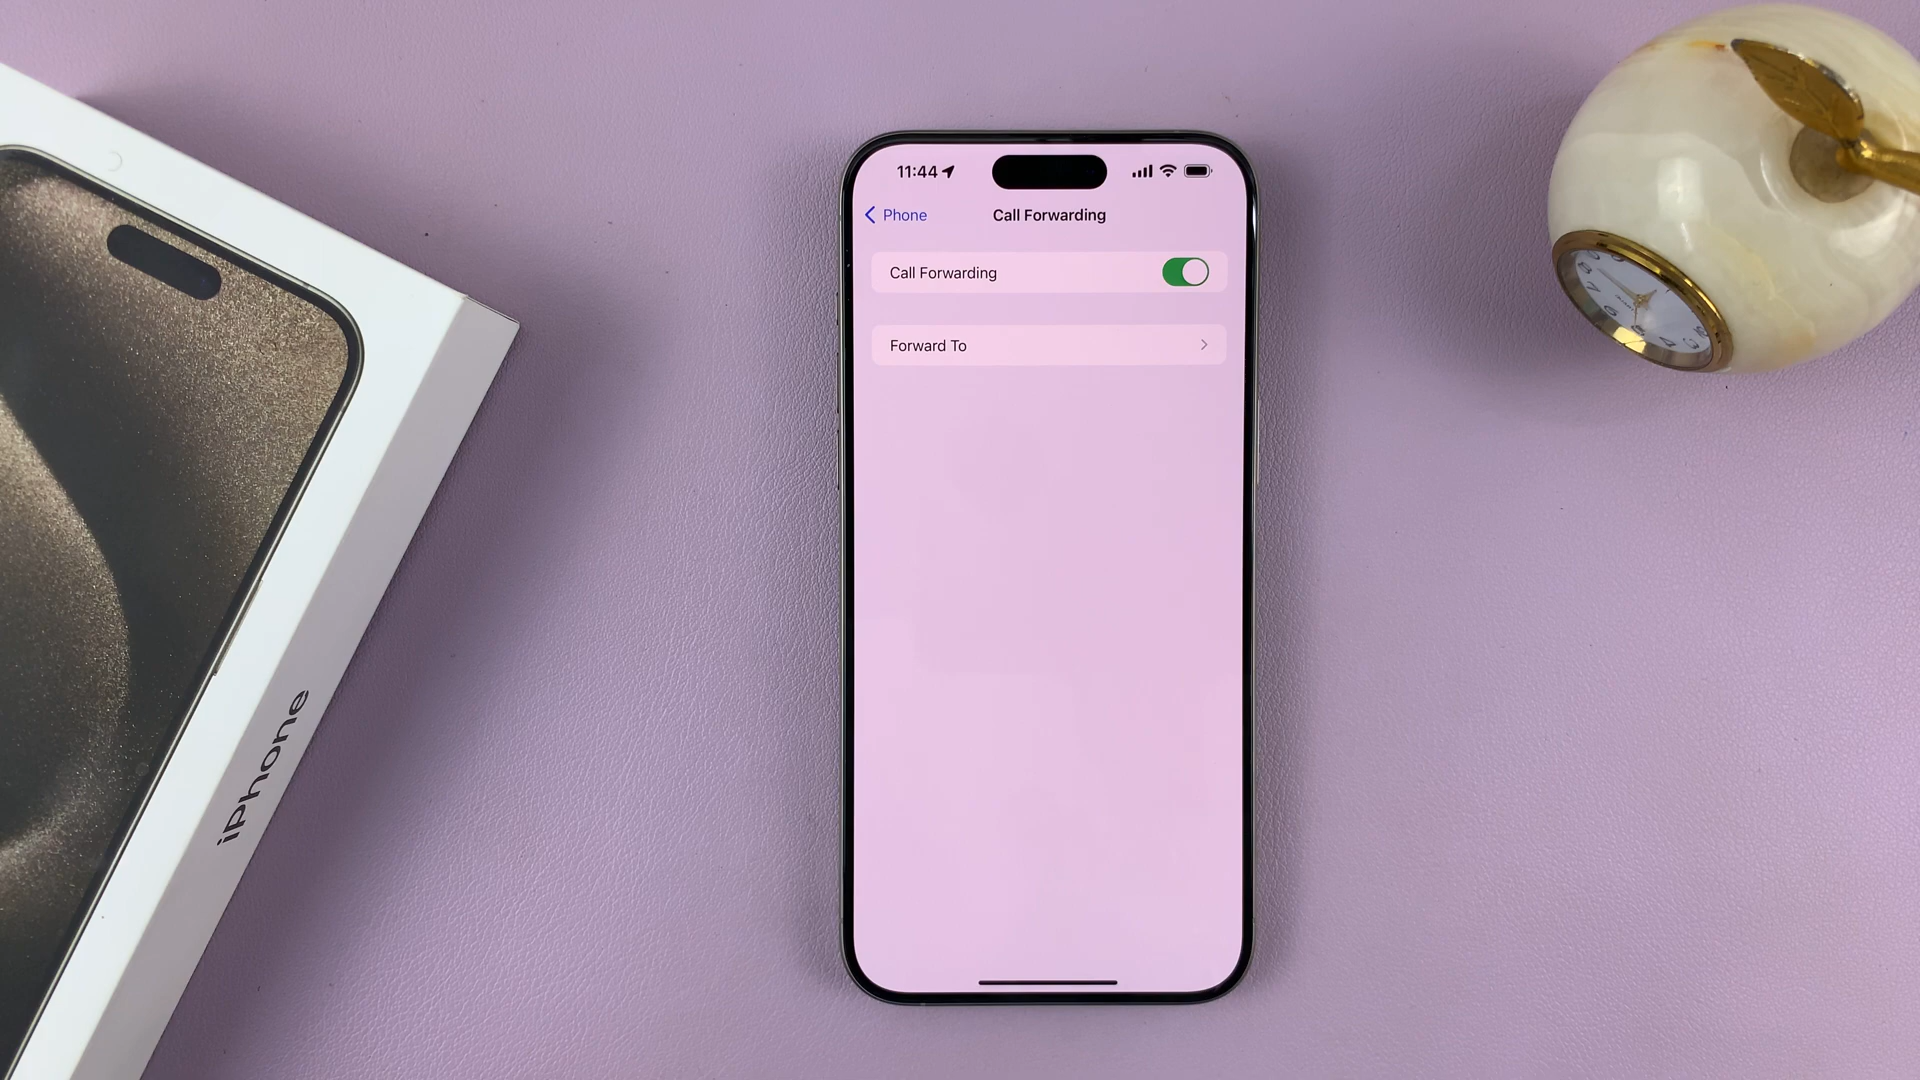 11:44
Phone
Call Forwarding
Call Forwarding
Forward To
iPhone